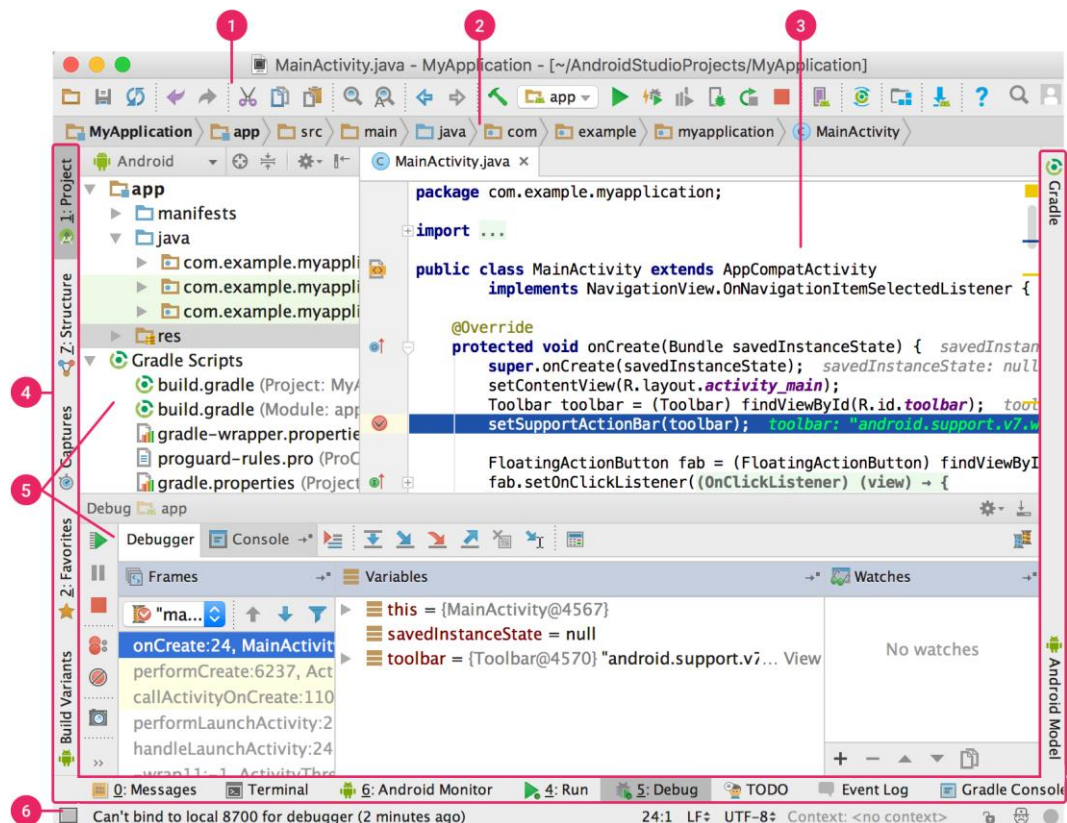 1 2 3
MainActivity.java - MyApplication - [~/AndroidStudioProjects/MyApplication]
app
?
MyApplication app src main java com example myapplication C MainActivity
Android
C MainActivity.java ×
1: Project
Z: Structure
Captures
2: Favorites
Build Variants
4
5
6
app
manifests
java
com.example.myappli
com.example.myappli
com.example.myappli
res
Gradle Scripts
build.gradle (Project: MyA
build.gradle (Module: app
gradle-wrapper.propertie
proguard-rules.pro (ProC
gradle.properties (Project
package com.example.myapplication;
import ...
public class MainActivity extends AppCompatActivity
implements NavigationView.OnNavigationItemSelectedListener {
@Override
protected void onCreate(Bundle savedInstanceState) { savedInstan
super.onCreate(savedInstanceState); savedInstanceState: null
setContentView(R.layout.activity_main);
Toolbar toolbar = (Toolbar) findViewById(R.id.toolbar); tool
setSupportActionBar(toolbar); toolbar: "android.support.v7.w
FloatingActionButton fab = (FloatingActionButton) findViewByI
fab.setOnClickListener((OnClickListener) (view) → {
Gradle
Android Model
Debug app
Debugger Console
Frames Variables Watches
"ma...
onCreate:24, MainActivit
performCreate:6237, Act
callActivityOnCreate:110
performLaunchActivity:2
handleLaunchActivity:24
-wrap11:-1, ActivityThre
this = {MainActivity@4567}
savedInstanceState = null
toolbar = {Toolbar@4570} "android.support.v7... View
No watches
0: Messages Terminal 6: Android Monitor 4: Run 5: Debug TODO Event Log Gradle Console
Can't bind to local 8700 for debugger (2 minutes ago) 24:1 LF UTF-8 Context: <no context>